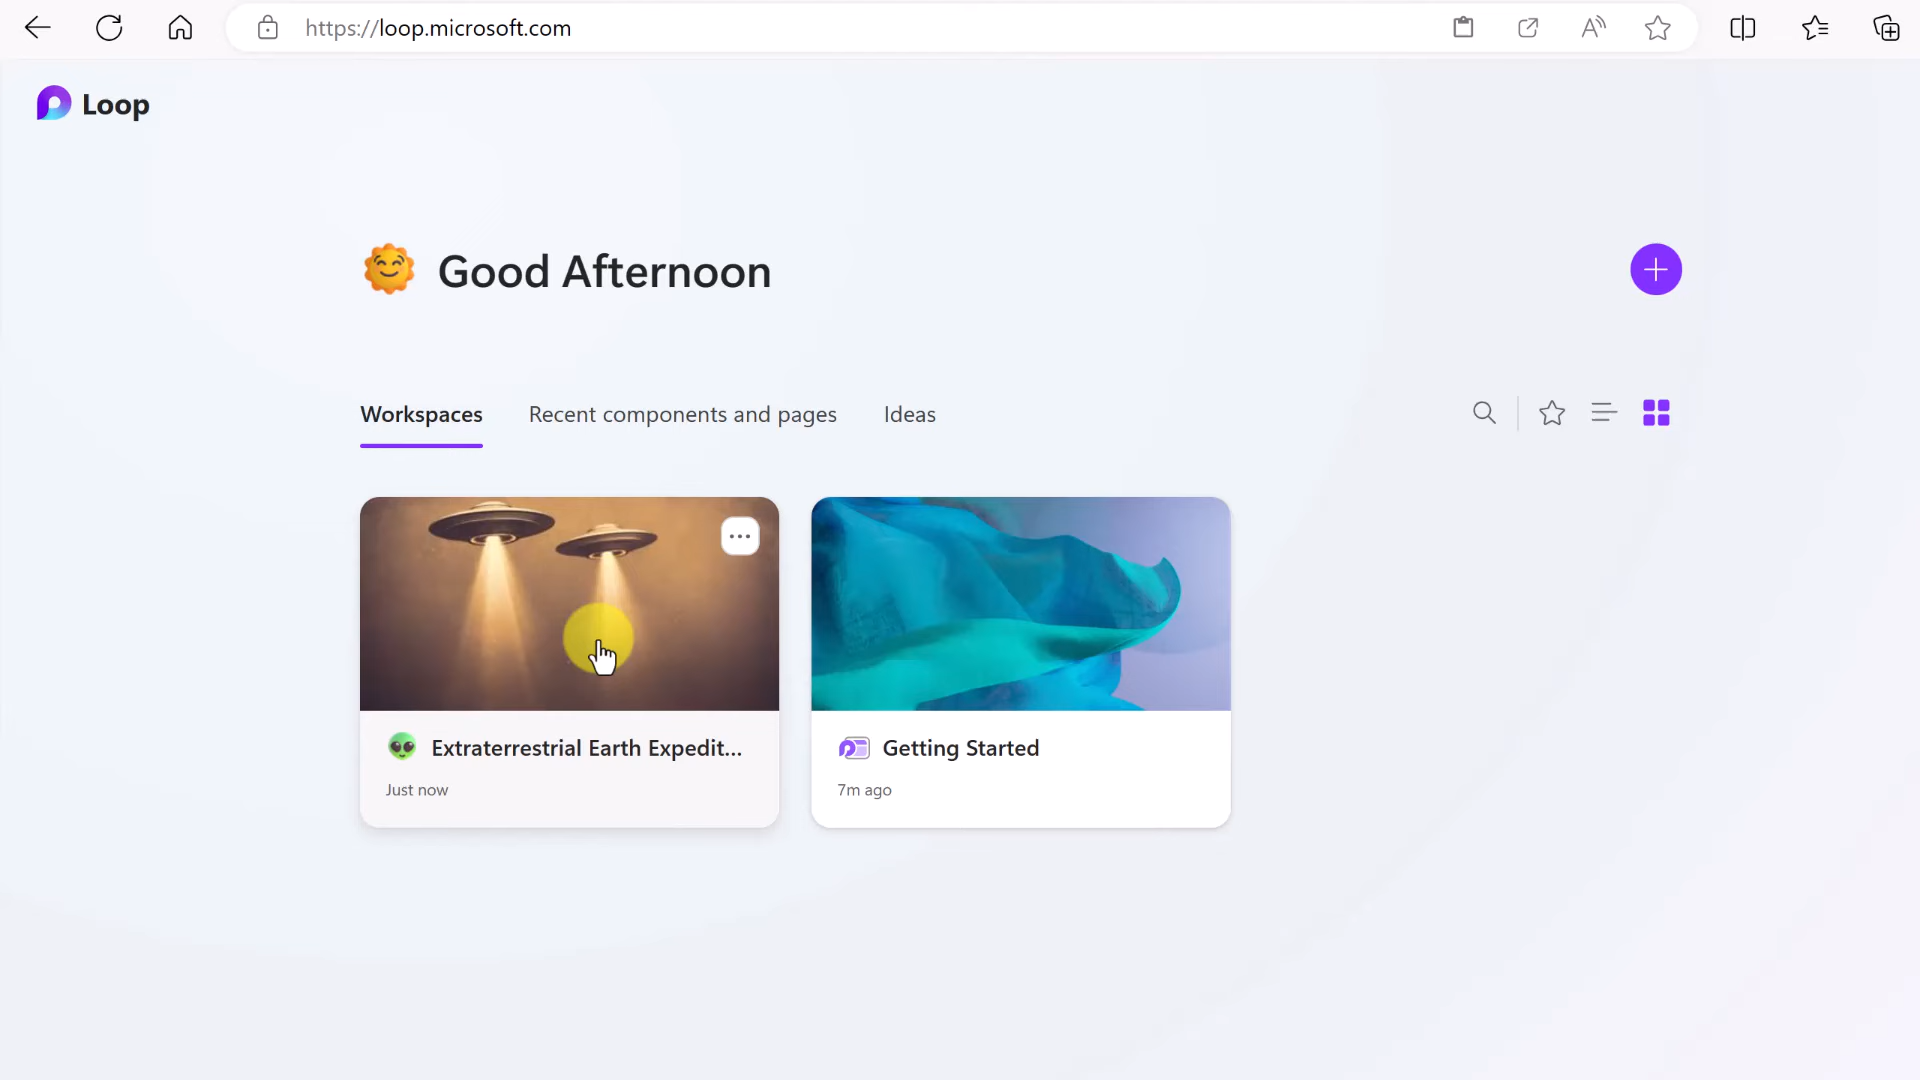 https://loop.microsoft.com
Loop
Good Afternoon
Workspaces Recent components and pages Ideas
Extraterrestrial Earth Expedit...
Just now
Getting Started
7m ago